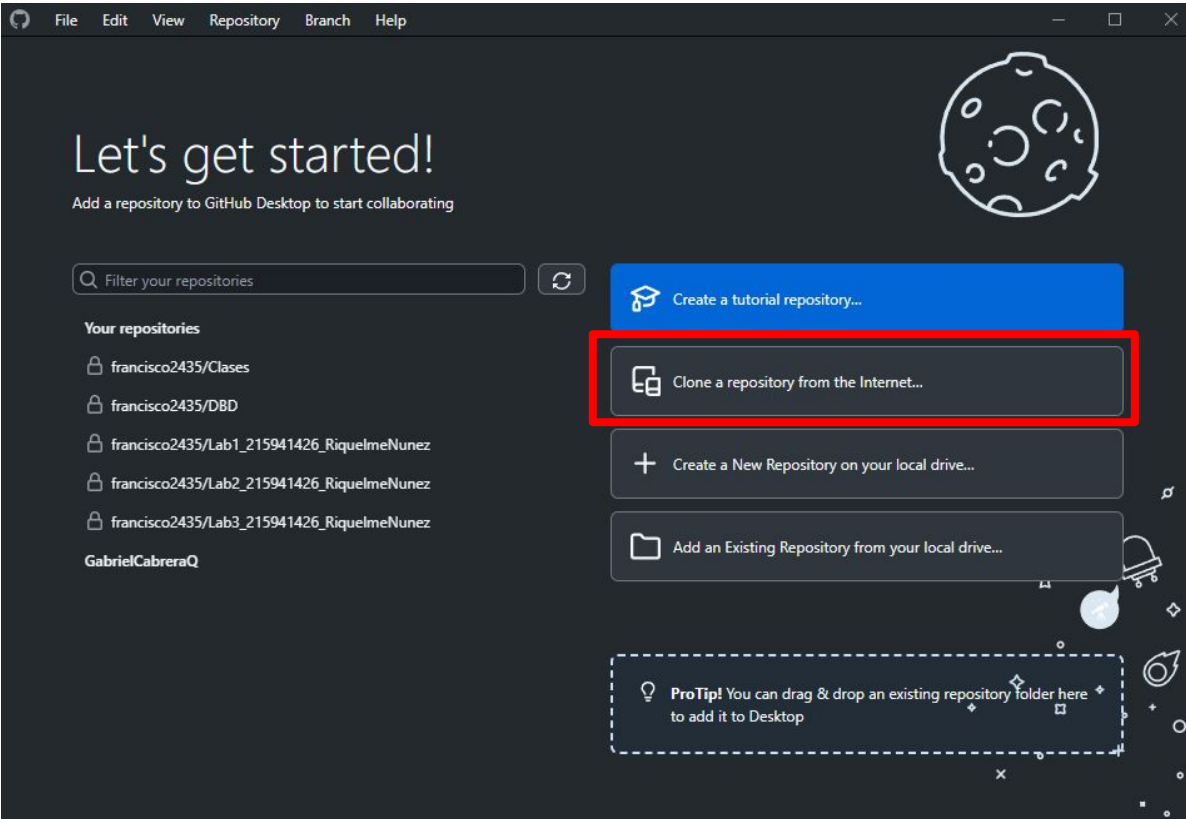 File Edit View Repository Branch Help
Let's get started!
Add a repository to GitHub Desktop to start collaborating
Filter your repositories
Your repositories
francisco2435/Clases
francisco2435/DBD
francisco2435/Lab1_215941426_RiquelmeNunez
francisco2435/Lab2_215941426_RiquelmeNunez
francisco2435/Lab3_215941426_RiquelmeNunez
GabrielCabreraQ
Create a tutorial repository...
Clone a repository from the Internet...
Create a New Repository on your local drive...
Add an Existing Repository from your local drive...
ProTip! You can drag & drop an existing repository folder here
to add it to Desktop